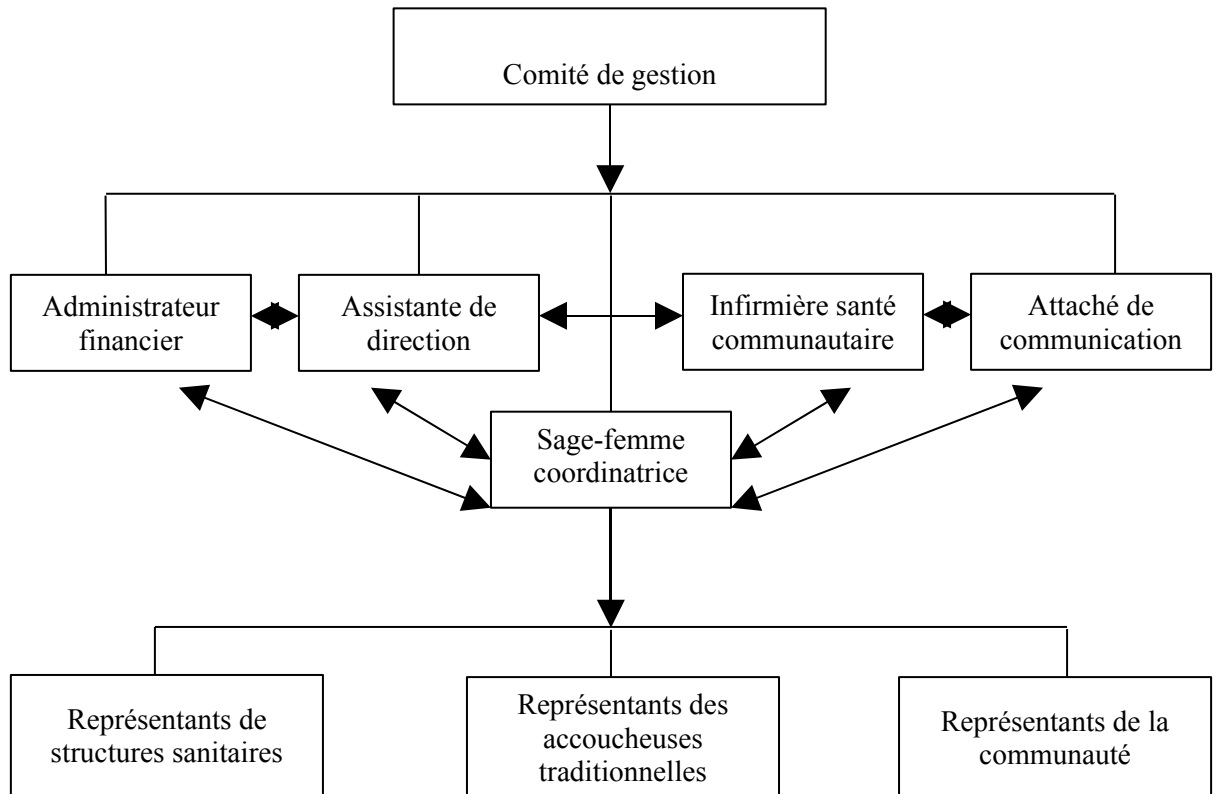 Comité de gestion
Administrateur
financier
Assistante de
direction
Infirmière santé
communautaire
Attaché de
communication
Sage-femme
coordinatrice
Représentants de
structures sanitaires
Représentants des
accoucheuses
traditionnelles
Représentants de la
communauté